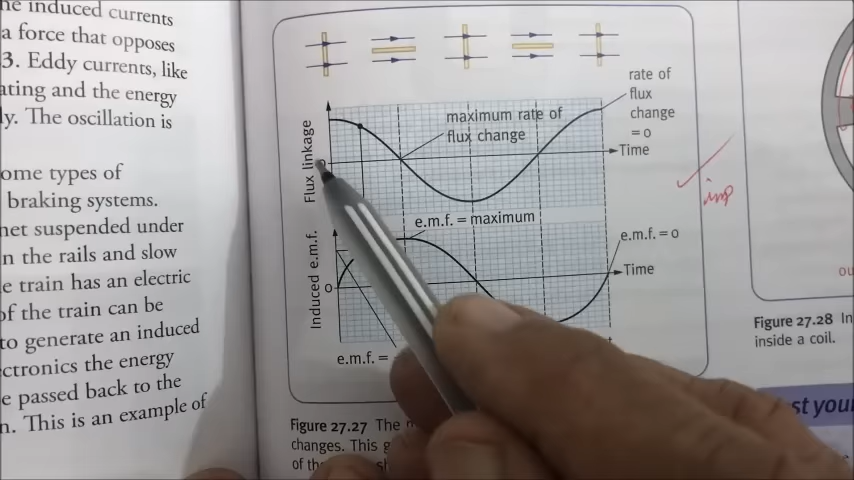 he induced currents
a force that opposes
3. Eddy currents, like
ating and the energy
ly. The oscillation is
ome types of
braking systems.
net suspended under
n the rails and slow
e train has an electric
of the train can be
to generate an induced
ectronics the energy
e passed back to the
n. This is an example of
rate of
flux
change
= 0
maximum rate of
flux change
Flux linkage
Time
imp
e.m.f. = maximum
e.m.f. = 0
Induced e.m.f.
0
Time
e.m.f. =
Figure 27.27 The
changes. This g
of the
ou
Figure 27.28 In
inside a coil.
st your